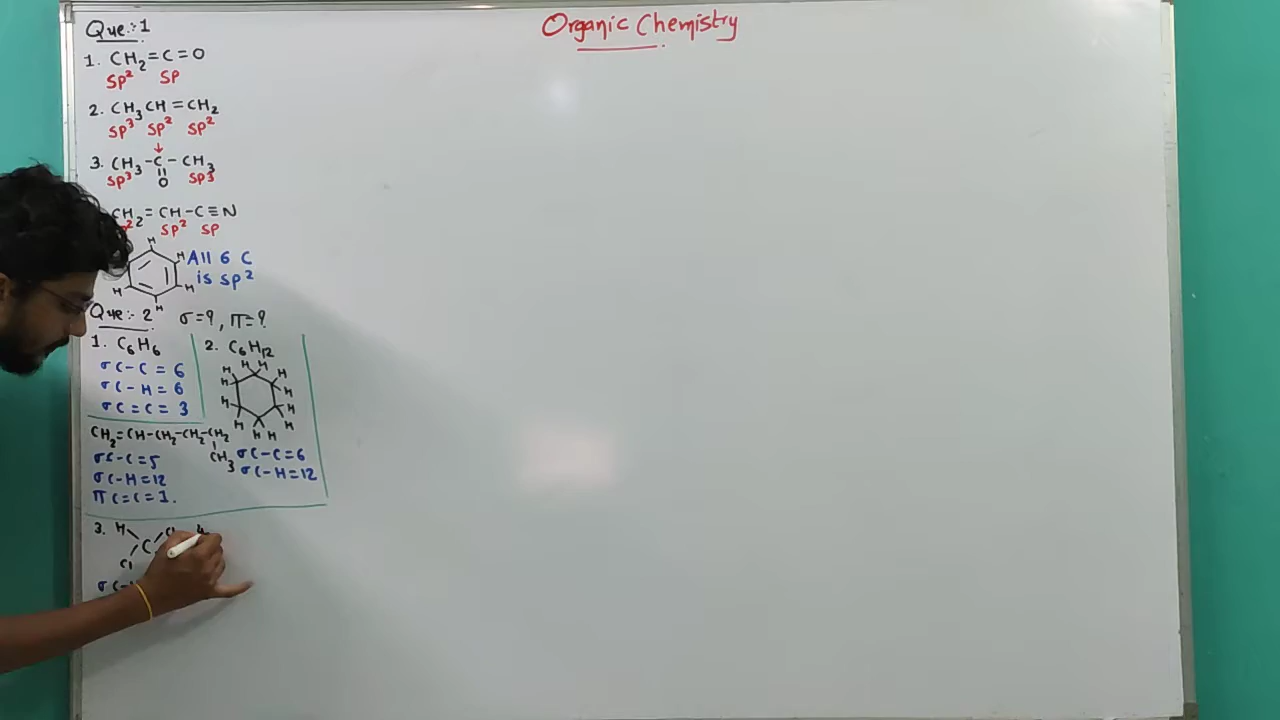 Organic Chemistry
Que:-1
1. CH₂=C=O
sp² sp
2. CH₃CH=CH₂
sp³ sp² sp²
↓
3. CH₃-C-CH₃
||
O
sp³ sp3
CH₂=CH-C≡N
sp² sp
H
H
H
H
H
All 6 C
is sp²
Que:- 2
σ=?, π=?
1. C₆H₆
σC-C = 6
σC-H = 6
σC=C = 3
2. C₆H₁₂
H H
H H
H H
H H
H H
H H
σC-C=6
σC-H=12
CH₂=CH-CH₂-CH₂-CH₂
|
CH₃
σC-C=5
σC-H=12
πC=C=1.
3. H
C
Cl
σC-